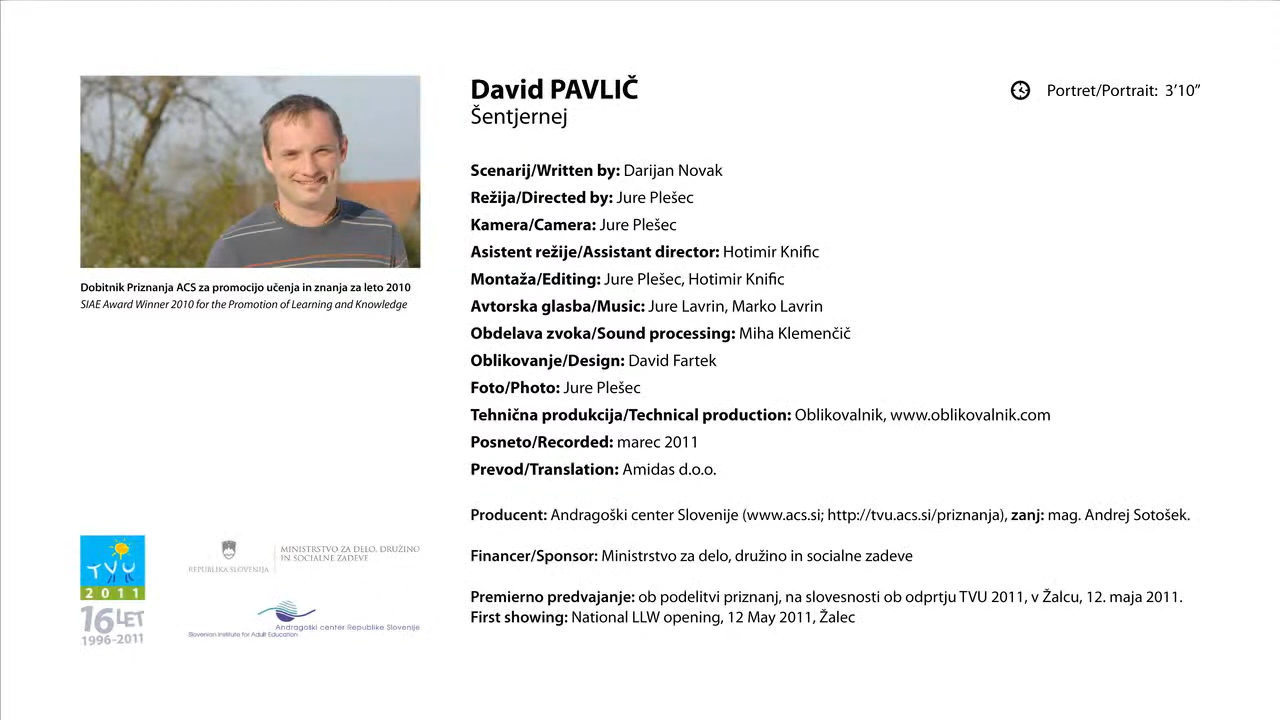 David PAVLIČ
Šentjernej
Portret/Portrait: 3’10”
Scenarij/Written by: Darijan Novak
Režija/Directed by: Jure Plešec
Kamera/Camera: Jure Plešec
Asistent režije/Assistant director: Hotimir Knific
Montaža/Editing: Jure Plešec, Hotimir Knific
Avtorska glasba/Music: Jure Lavrin, Marko Lavrin
Obdelava zvoka/Sound processing: Miha Klemenčič
Oblikovanje/Design: David Fartek
Foto/Photo: Jure Plešec
Tehnična produkcija/Technical production: Oblikovalnik, www.oblikovalnik.com
Posneto/Recorded: marec 2011
Prevod/Translation: Amidas d.o.o.
Producent: Andragoški center Slovenije (www.acs.si; http://tvu.acs.si/priznanja), zanj: mag. Andrej Sotošek.
Financer/Sponsor: Ministrstvo za delo, družino in socialne zadeve
Premierno predvajanje: ob podelitvi priznanj, na slovesnosti ob odprtju TVU 2011, v Žalcu, 12. maja 2011.
First showing: National LLW opening, 12 May 2011, Žalec
Dobitnik Priznanja ACS za promocijo učenja in znanja za leto 2010
SIAE Award Winner 2010 for the Promotion of Learning and Knowledge
TVU
2011
16 LET
1996-2011
REPUBLIKA SLOVENIJA
MINISTRSTVO ZA DELO, DRUŽINO
IN SOCIALNE ZADEVE
Andragoški center Republike Slovenije
Slovenian Institute for Adult Education